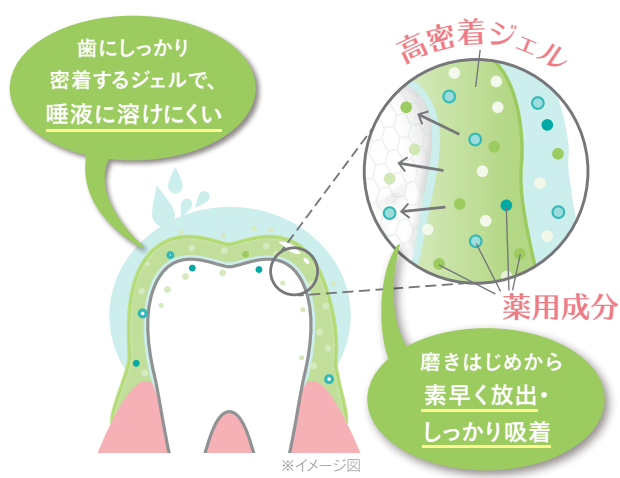 歯にしっかり
密着するジェルで、
唾液に溶けにくい
高密着ジェル
薬用成分
磨きはじめから
素早く放出・
しっかり吸着
※イメージ図